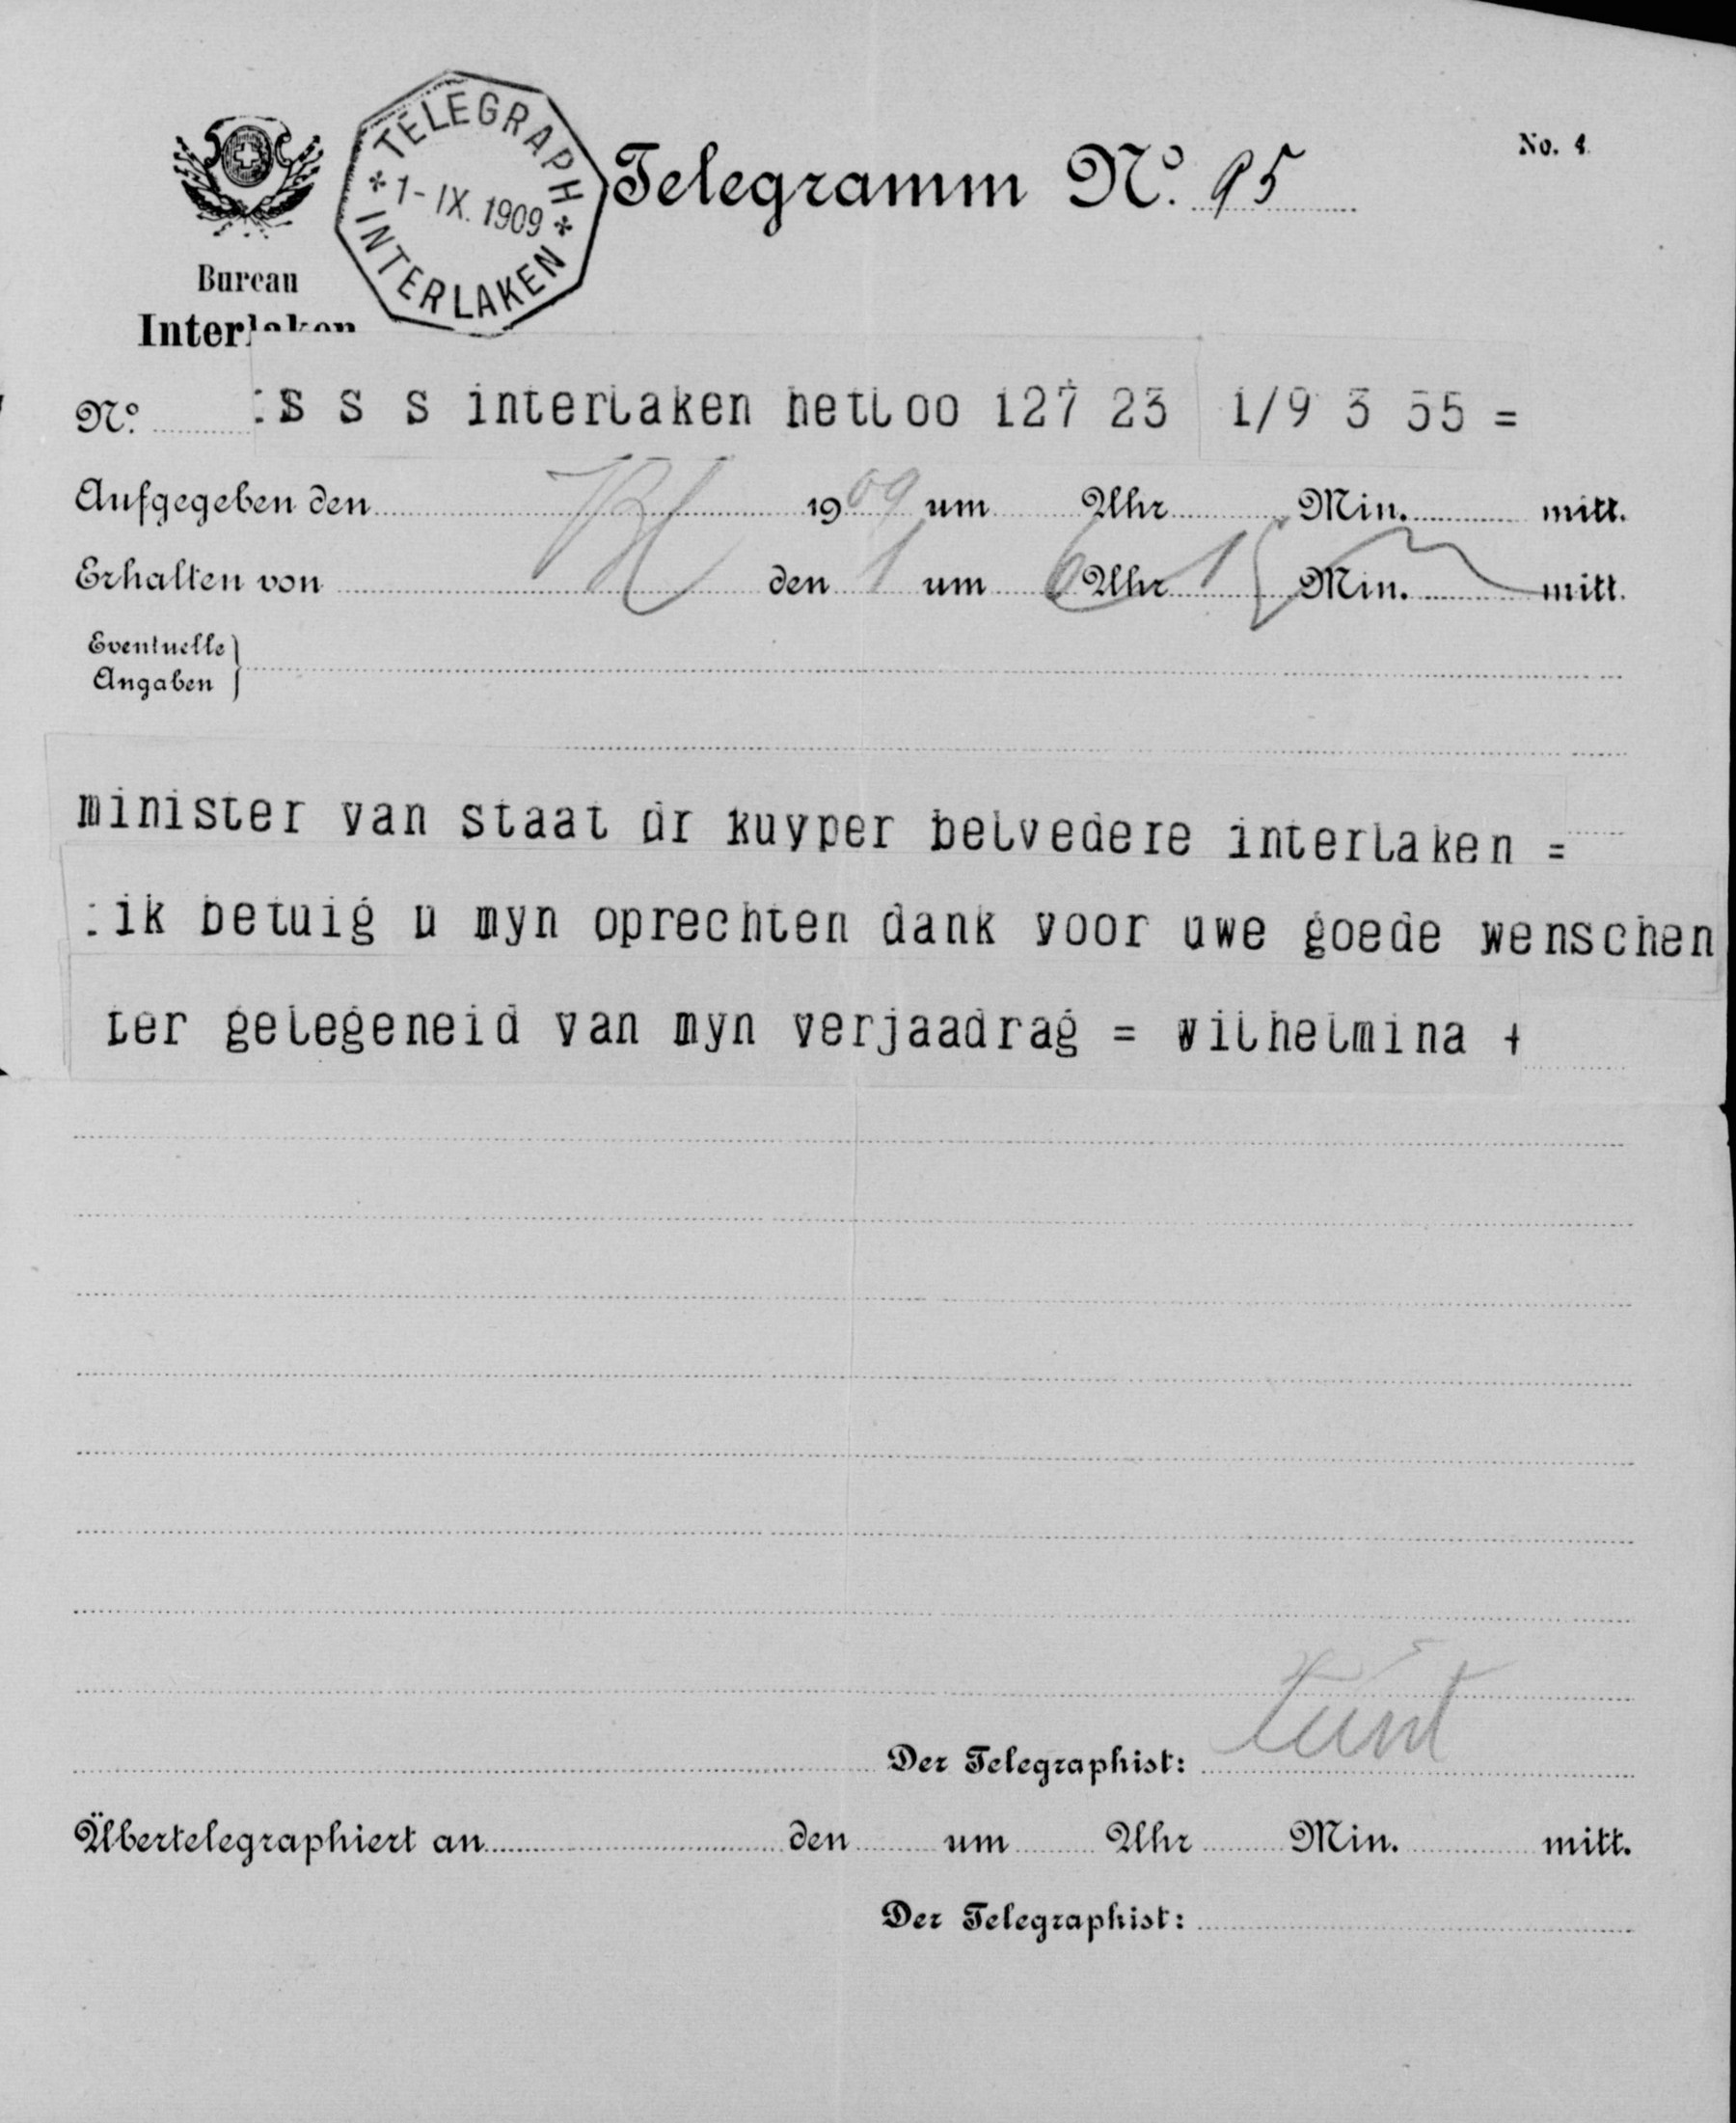 TELEGRAPH
1-IX.1909
INTERLAKEN
Telegramm No. 95
No. 4.
Bureau
Interlaken
No. :s s s interlaken hetloo 127 23 1/9 3 55 =
Aufgegeben den 1909 um Uhr Min. mitt.
Erhalten von den 1 um 6 Uhr 15 Min. mitt.
Eventuelle
Angaben
minister van staat dr kuyper belvedere interlaken =
:ik betuig u myn oprechten dank voor uwe goede wenschen
ter gelegeneid van myn verjaadrag = wilhelmina +
Der Telegraphist:
Übertelegraphiert an den um Uhr Min. mitt.
Der Telegraphist: